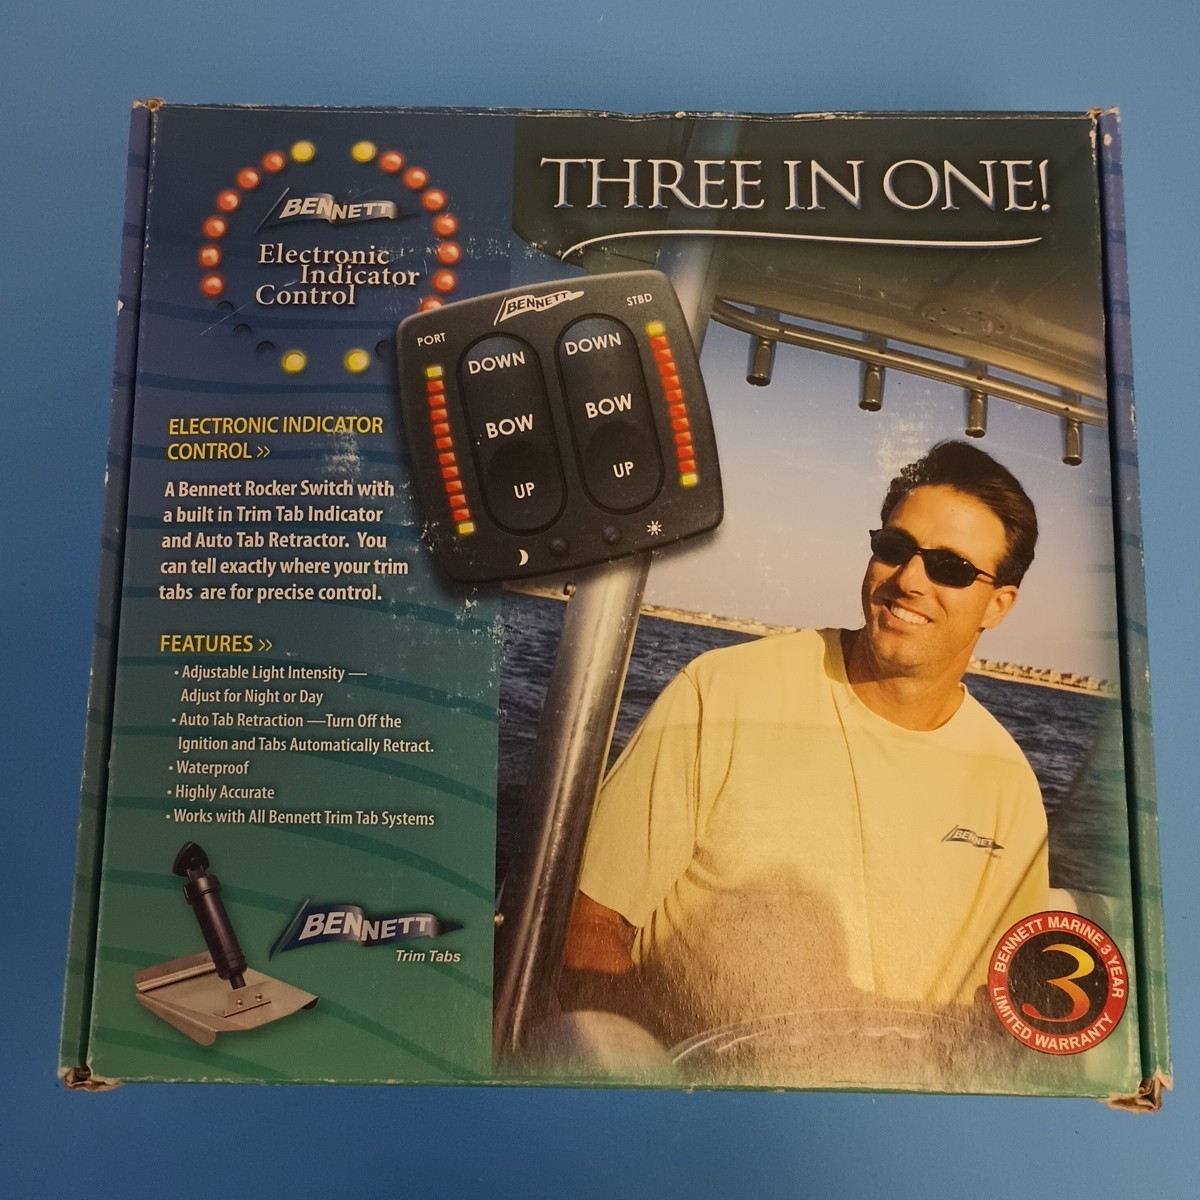 THREE IN ONE!
BENNETT
Electronic
Indicator
Control
BENNETT
PORT
STBD
DOWN
BOW
UP
DOWN
BOW
UP
ELECTRONIC INDICATOR
CONTROL >>
A Bennett Rocker Switch with
a built in Trim Tab Indicator
and Auto Tab Retractor. You
can tell exactly where your trim
tabs are for precise control.
FEATURES >>
• Adjustable Light Intensity —
Adjust for Night or Day
• Auto Tab Retraction —Turn Off the
Ignition and Tabs Automatically Retract.
• Waterproof
• Highly Accurate
• Works with All Bennett Trim Tab Systems
BENNETT
Trim Tabs
BENNETT
BENNETT MARINE 3 YEAR
3
LIMITED WARRANTY